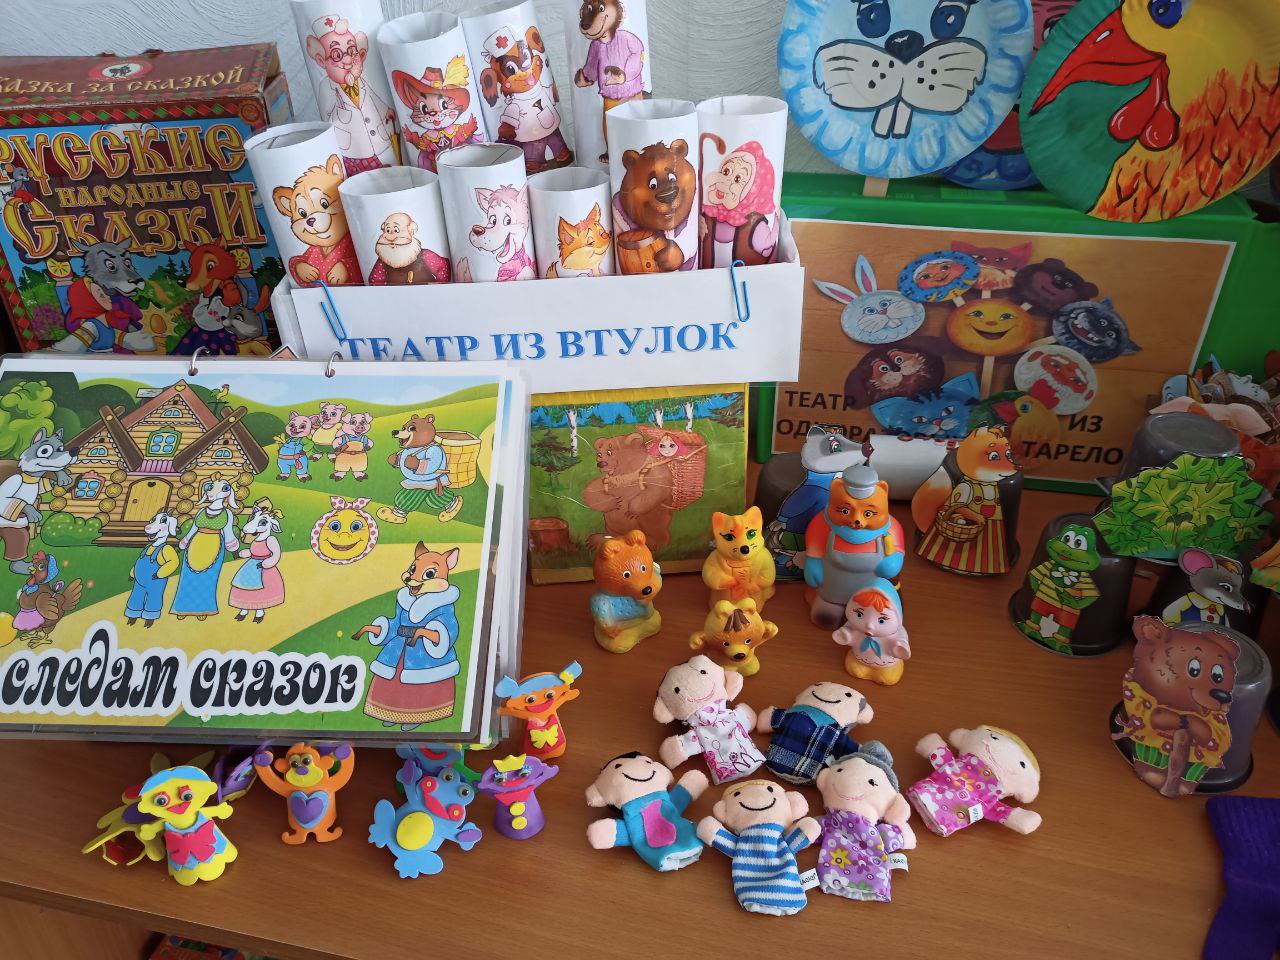 СКАЗКА ЗА СКАЗКОЙ
РУССКИЕ
НАРОДНЫЕ
СКАЗКИ
ТЕАТР ИЗ ВТУЛОК
ТЕАТР
ИЗ
ТАРЕЛО
следам сказок